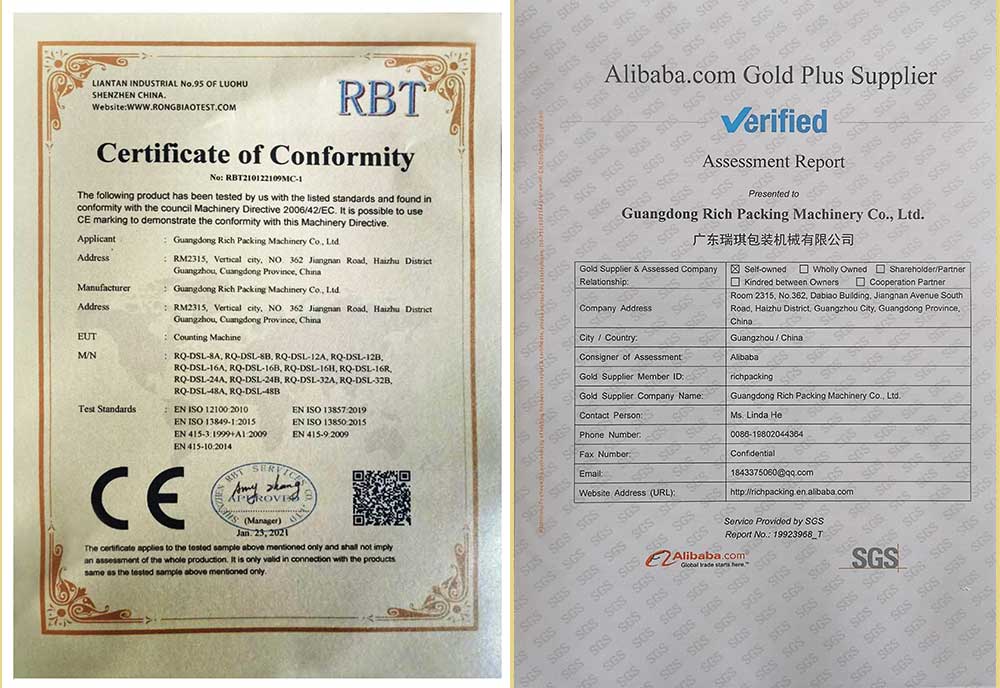 LIANTAN INDUSTRIAL No.95 OF LUOHU
SHENZHEN CHINA.
Website:WWW.RONGBIAOTEST.COM
RBT
Certificate of Conformity
No: RBT210122109MC-1
The following product has been tested by us with the listed standards and found in
conformity with the council Machinery Directive 2006/42/EC. It is possible to use
CE marking to demonstrate the conformity with this Machinery Directive.
Applicant : Guangdong Rich Packing Machinery Co., Ltd.
Address : RM2315, Vertical city, NO. 362 Jiangnan Road, Haizhu District
Guangzhou, Cuangdong Province, China
Manufacturer : Guangdong Rich Packing Machinery Co., Ltd.
Address : RM2315, Vertical city, NO. 362 Jiangnan Road, Haizhu District
Guangzhou, Cuangdong Province, China
EUT : Counting Machine
M/N : RQ-DSL-8A, RQ-DSL-8B, RQ-DSL-12A, RQ-DSL-12B,
RQ-DSL-16A, RQ-DSL-16B, RQ-DSL-16H, RQ-DSL-16R,
RQ-DSL-24A, RQ-DSL-24B, RQ-DSL-32A, RQ-DSL-32B,
RQ-DSL-48A, RQ-DSL-48B
Test Standards : EN ISO 12100:2010 EN ISO 13857:2019
EN ISO 13849-1:2015 EN ISO 13850:2015
EN 415-3:1999+A1:2009 EN 415-9:2009
EN 415-10:2014
CE
SHENZHEN RBT SERVICE CO., LTD
Amy zhang
APPROVED
(Manager)
Jan. 23, 2021
The certificate applies to the tested sample above mentioned only and shall not imply
an assessment of the whole production. It is only valid in connection with the products
same as the tested sample above mentioned only.
Alibaba.com Gold Plus Supplier
Verified
Assessment Report
Presented to
Guangdong Rich Packing Machinery Co., Ltd.
广东瑞琪包装机械有限公司
Gold Supplier & Assessed Company Relationship: ☒ Self-owned ☐ Wholly Owned ☐ Shareholder/Partner
☐ Kindred between Owners ☐ Cooperation Partner
Company Address Room 2315, No.362, Dabiao Building, Jiangnan Avenue South
Road, Haizhu District, Guangzhou City, Guangdong Province,
China
City / Country: Guangzhou / China
Consigner of Assessment: Alibaba
Gold Supplier Member ID: richpacking
Gold Supplier Company Name: Guangdong Rich Packing Machinery Co., Ltd.
Contact Person: Ms. Linda He
Phone Number: 0086-19802044364
Fax Number: Confidential
Email: 1843375060@qq.com
Website Address (URL): http://richpacking.en.alibaba.com
Service Provided by SGS
Report No.: 19923968_T
Alibaba.com
Global trade starts here.™
SGS